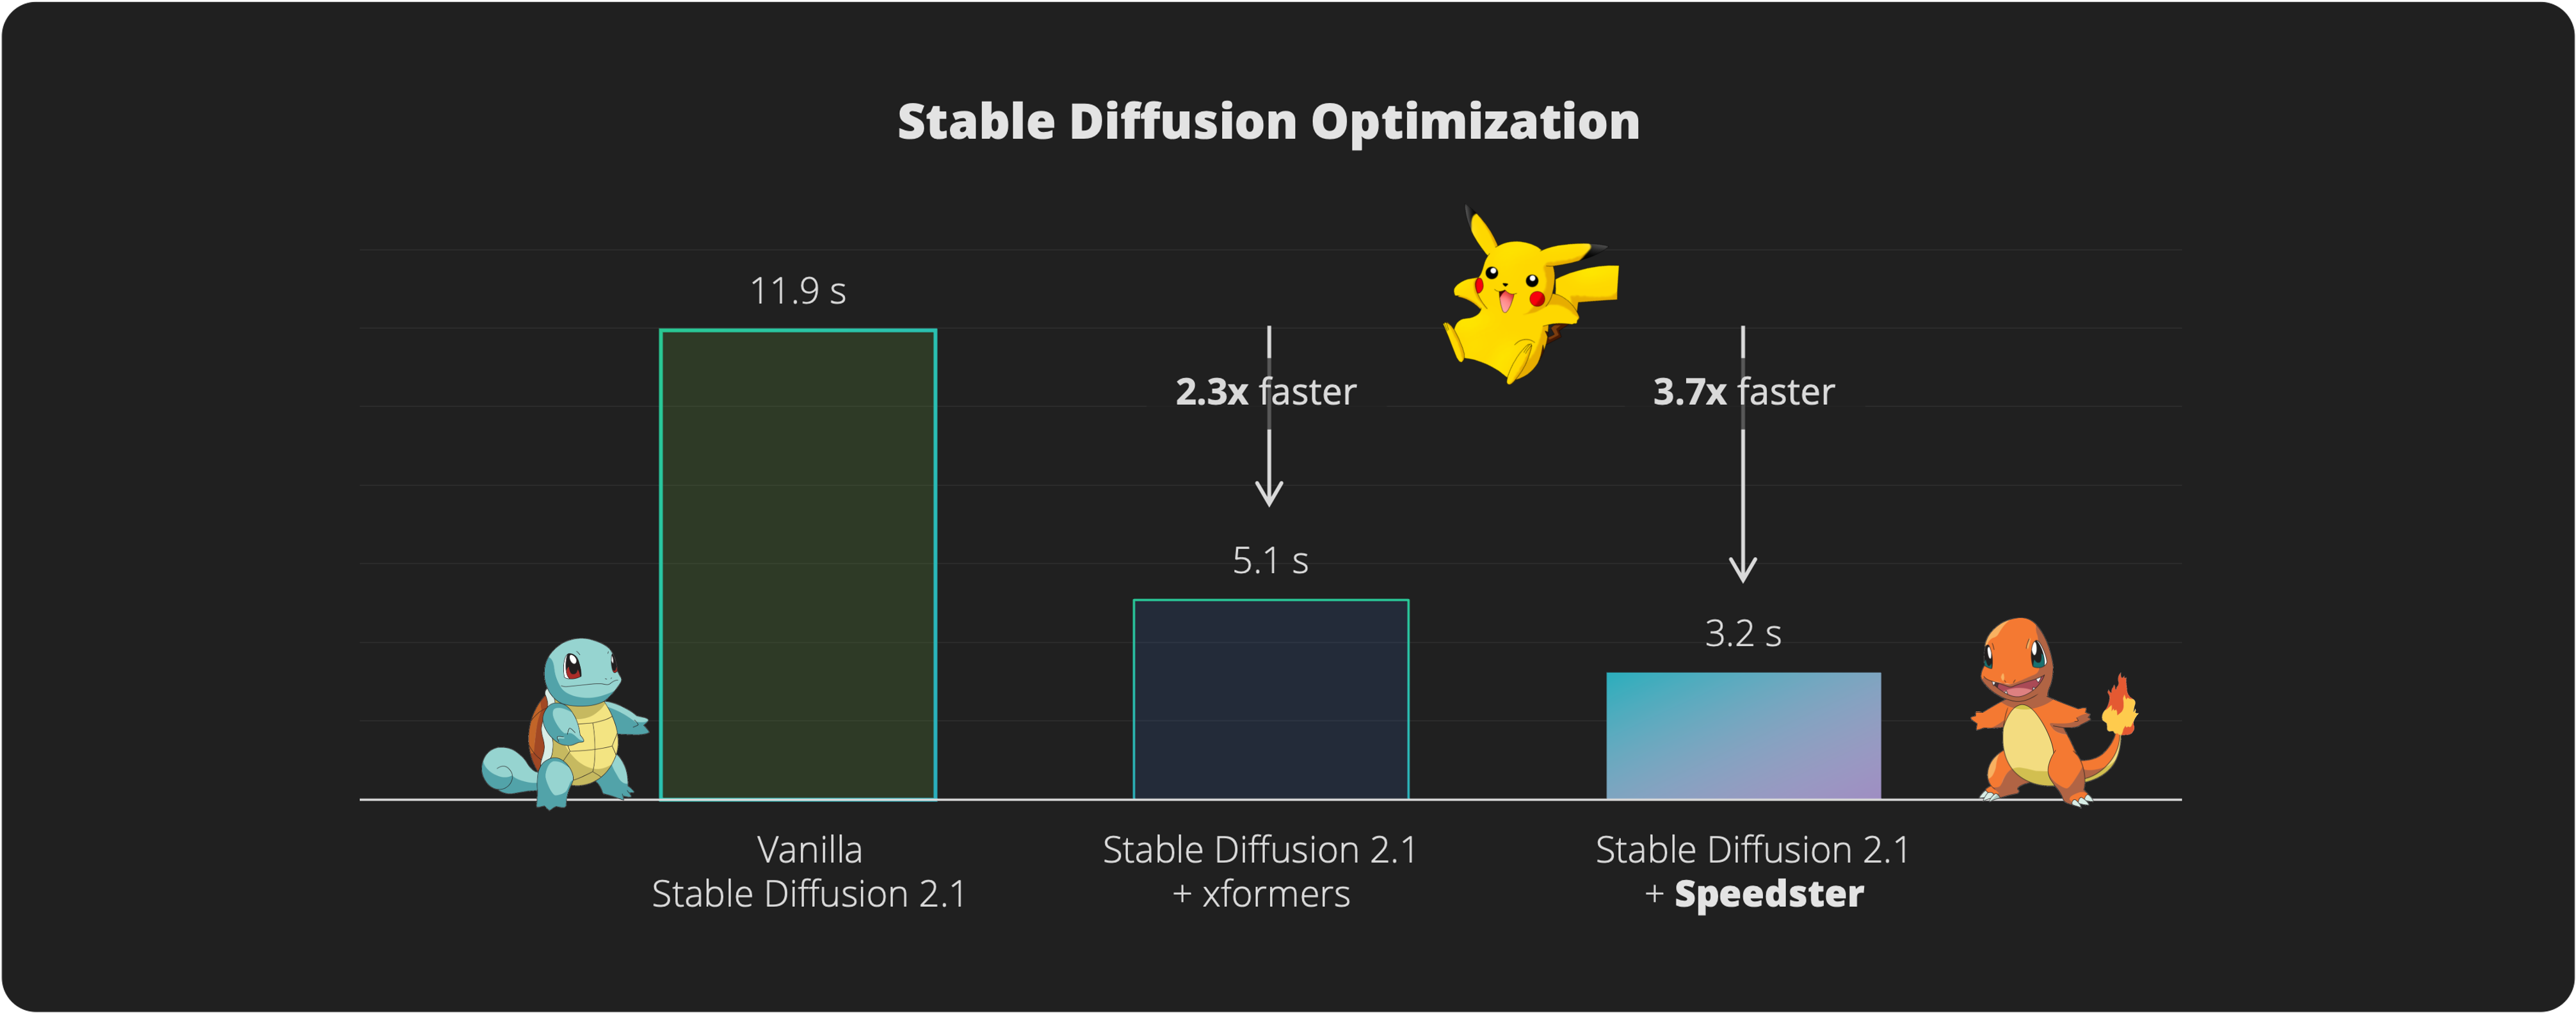 Stable Diffusion Optimization
11.9 s
2.3x faster
3.7x faster
5.1 s
3.2 s
Vanilla
Stable Diffusion 2.1
Stable Diffusion 2.1
+ xformers
Stable Diffusion 2.1
+ Speedster